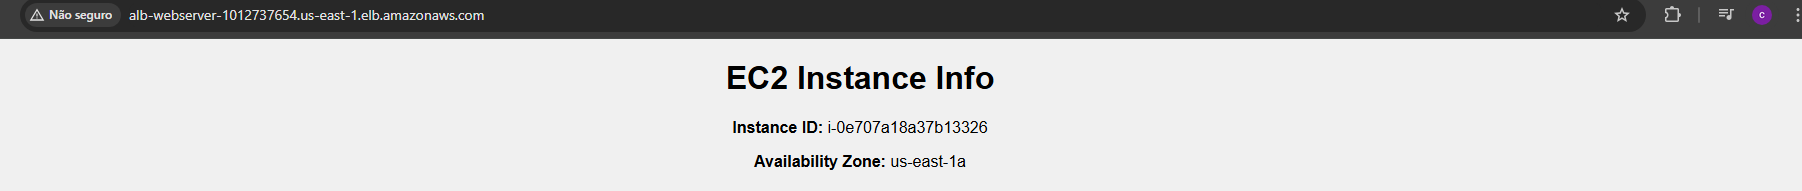 Não seguro alb-webserver-1012737654.us-east-1.elb.amazonaws.com c
EC2 Instance Info
Instance ID: i-0e707a18a37b13326
Availability Zone: us-east-1a